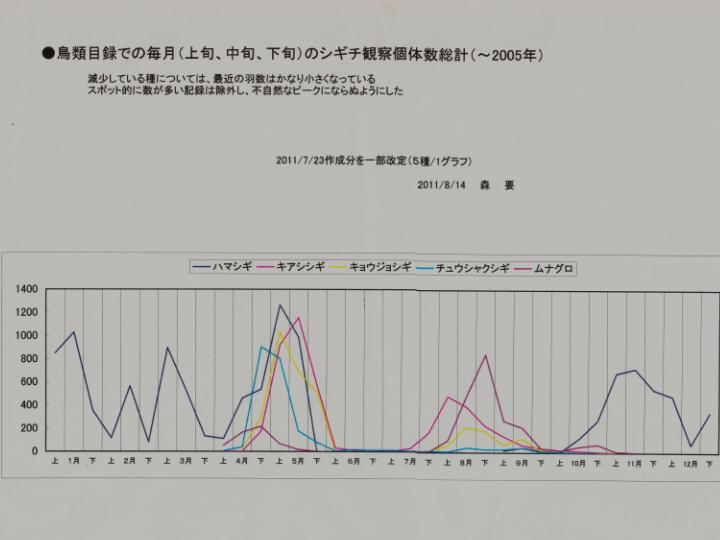 ●鳥類目録での毎月(上旬、中旬、下旬)のシギチ観察個体数総計(～2005年)
減少している種については、最近の羽数はかなり小さくなっている
スポット的に数が多い記録は除外し、不自然なピークにならぬようにした
2011/7/23作成分を一部改定(5種/1グラフ)
2011/8/14 森 要
ハマシギ キアシシギ キョウジョシギ チュウシャクシギ ムナグロ
1400
1200
1000
800
600
400
200
0
上 1月 下 上 2月 下 上 3月 下 上 4月 下 上 5月 下 上 6月 下 上 7月 下 上 8月 下 上 9月 下 上 10月 下 上 11月 下 上 12月 下